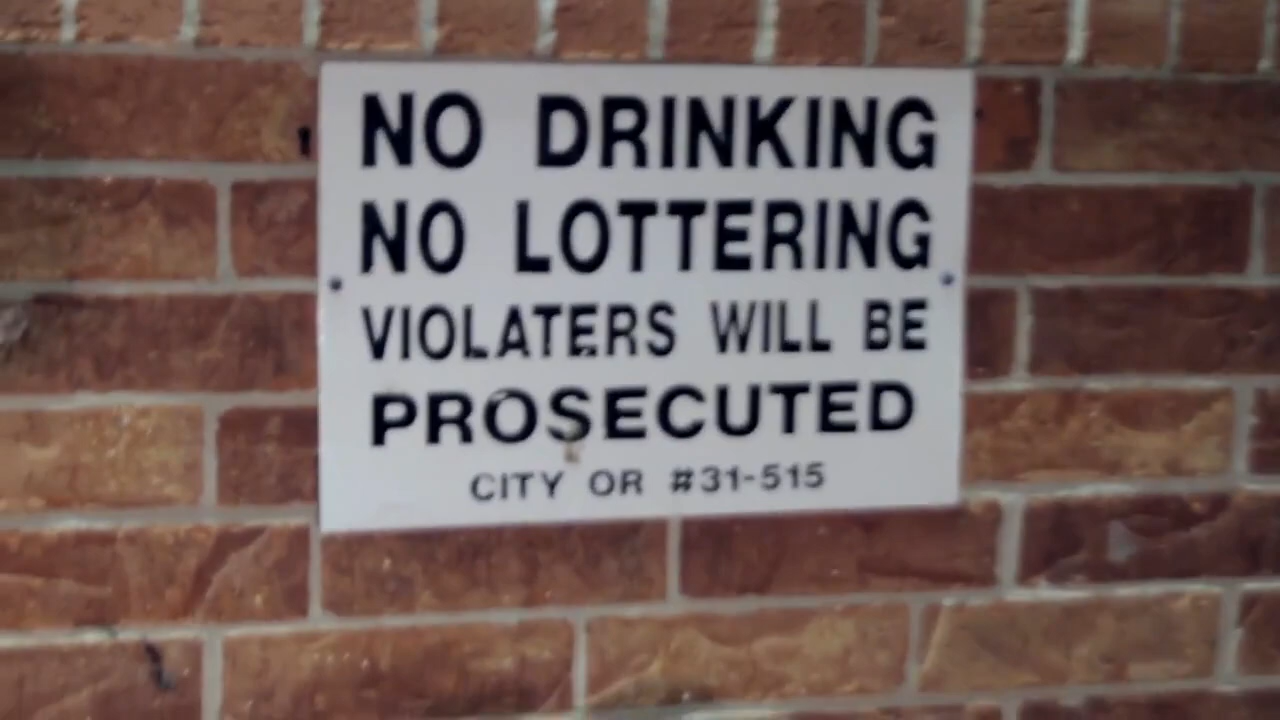 NO DRINKING
NO LOTTERING
VIOLATERS WILL BE
PROSECUTED
CITY OR #31-515